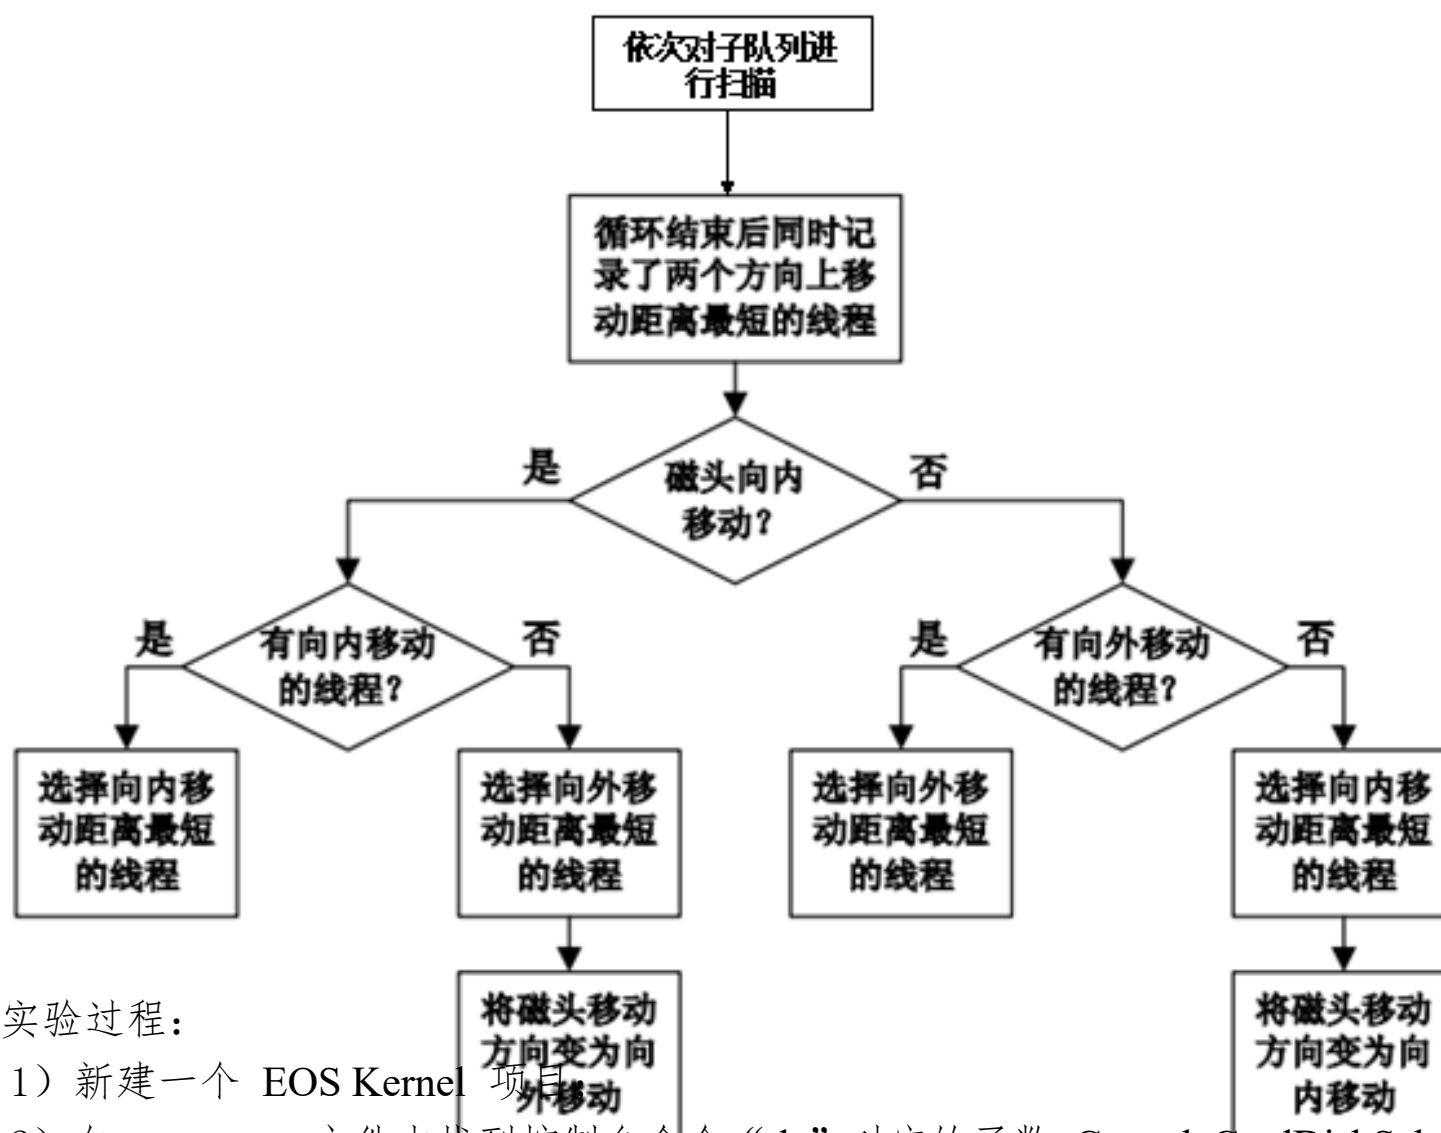 依次对子队列进
行扫描
循环结束后同时记
录了两个方向上移
动距离最短的线程
磁头向内
移动?
是
否
有向内移动
的线程?
是
否
有向外移动
的线程?
是
否
选择向内移
动距离最短
的线程
选择向外移
动距离最短
的线程
选择向外移
动距离最短
的线程
选择向内移
动距离最短
的线程
将磁头移动
方向变为向
外移动
将磁头移动
方向变为向
内移动
实验过程：
1）新建一个 EOS Kernel 项目